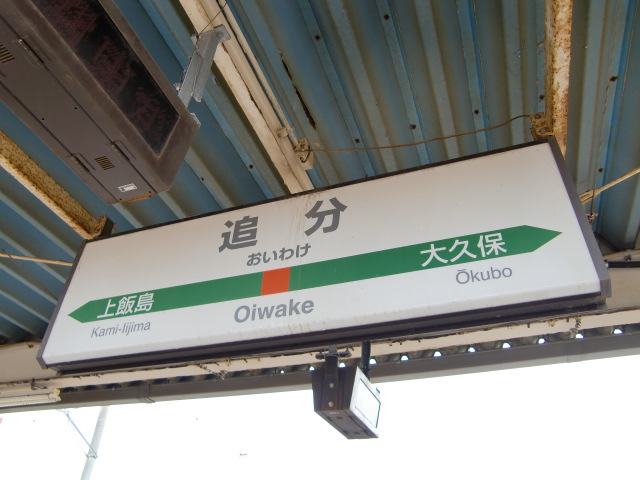 追分
おいわけ
Oiwake
上飯島
Kami-Iijima
大久保
Ōkubo